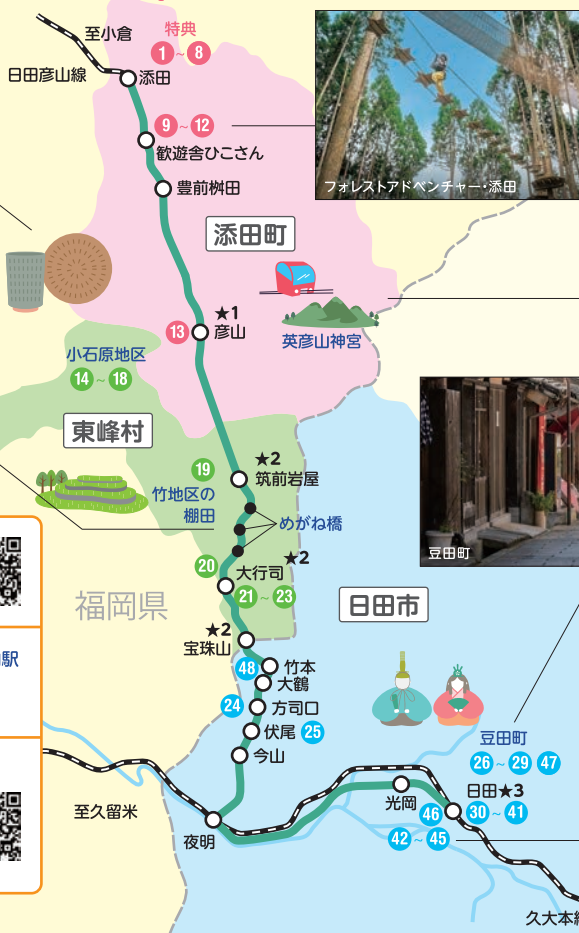 特典
至小倉
1～8
日田彦山線
添田
9～12
歓遊舎ひこさん
フォレストアドベンチャー・添田
豊前桝田
添田町
★1
13
彦山
英彦山神宮
小石原地区
14～18
東峰村
★2
19
筑前岩屋
竹地区の
棚田
めがね橋
★2
20
大行司
21～23
福岡県
日田市
豆田町
駅
★2
宝珠山
48
竹本
大鶴
24
方司口
伏尾
25
今山
豆田町
26～29
47
日田★3
光岡
46
30～41
至久留米
夜明
42～45
久大本線